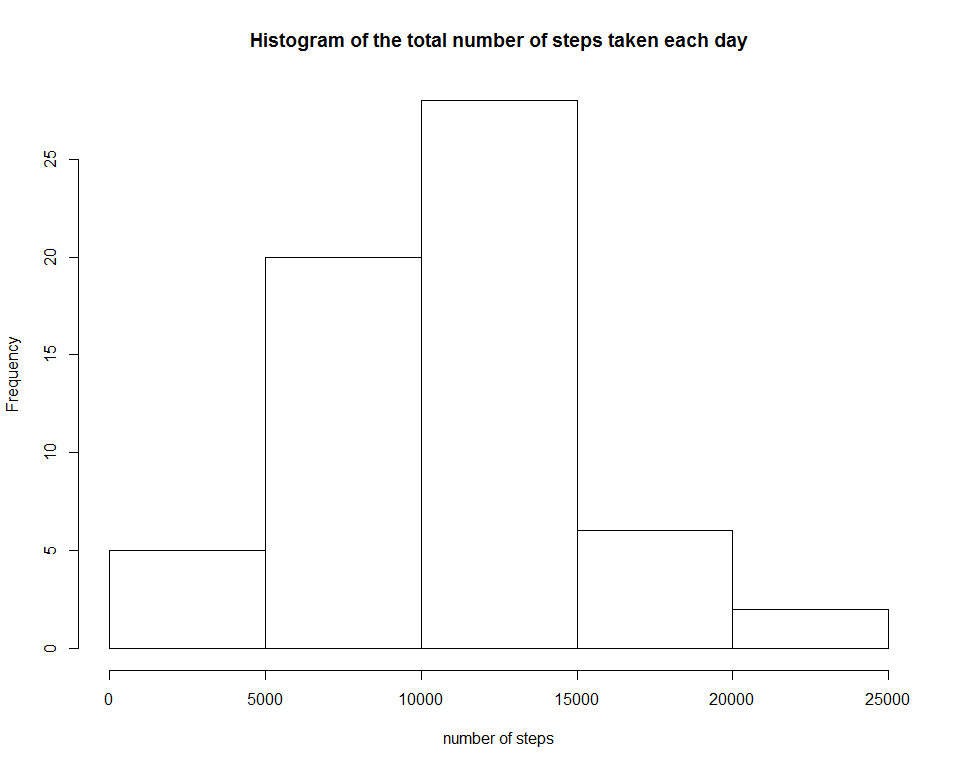 Histogram of the total number of steps taken each day
Frequency
25
20
15
10
5
0
0 5000 10000 15000 20000 25000
number of steps